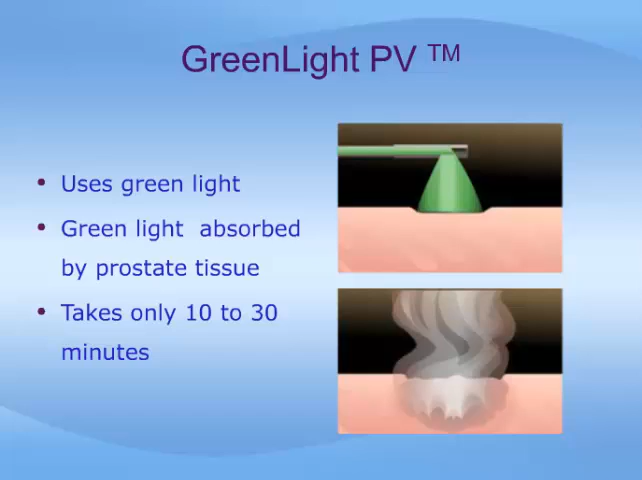 GreenLight PV ™
• Uses green light
• Green light absorbed
by prostate tissue
• Takes only 10 to 30
minutes